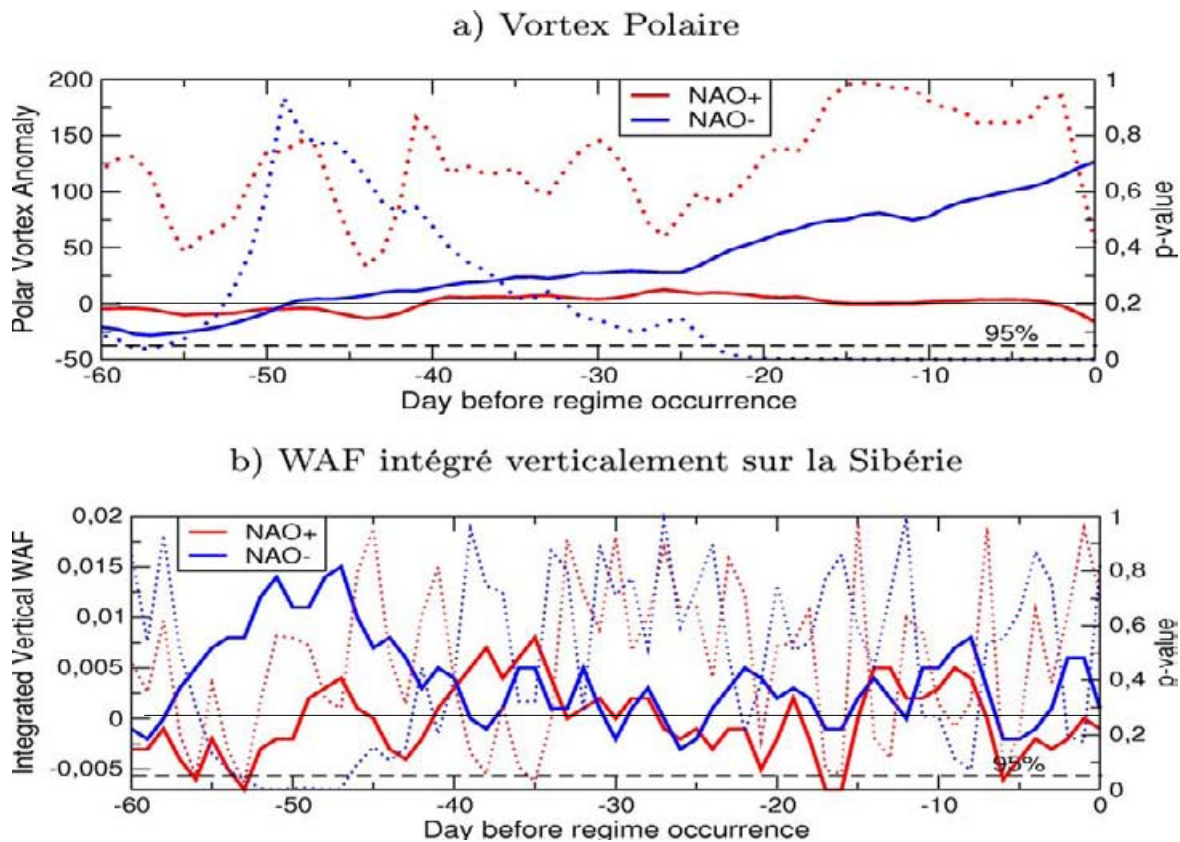 a) Vortex Polaire
200
150
100
50
0
-50
Polar Vortex Anomaly
NAO+
NAO-
1
0,8
0,6
0,4
0,2
0
p-value
95%
-60 -50 -40 -30 -20 -10 0
Day before regime occurrence
b) WAF intégré verticalement sur la Sibérie
0,02
0,015
0,01
0,005
0
-0,005
Integrated Vertical WAF
NAO+
NAO-
1
0,8
0,6
0,4
0,2
0
p-value
95%
-60 -50 -40 -30 -20 -10 0
Day before regime occurrence